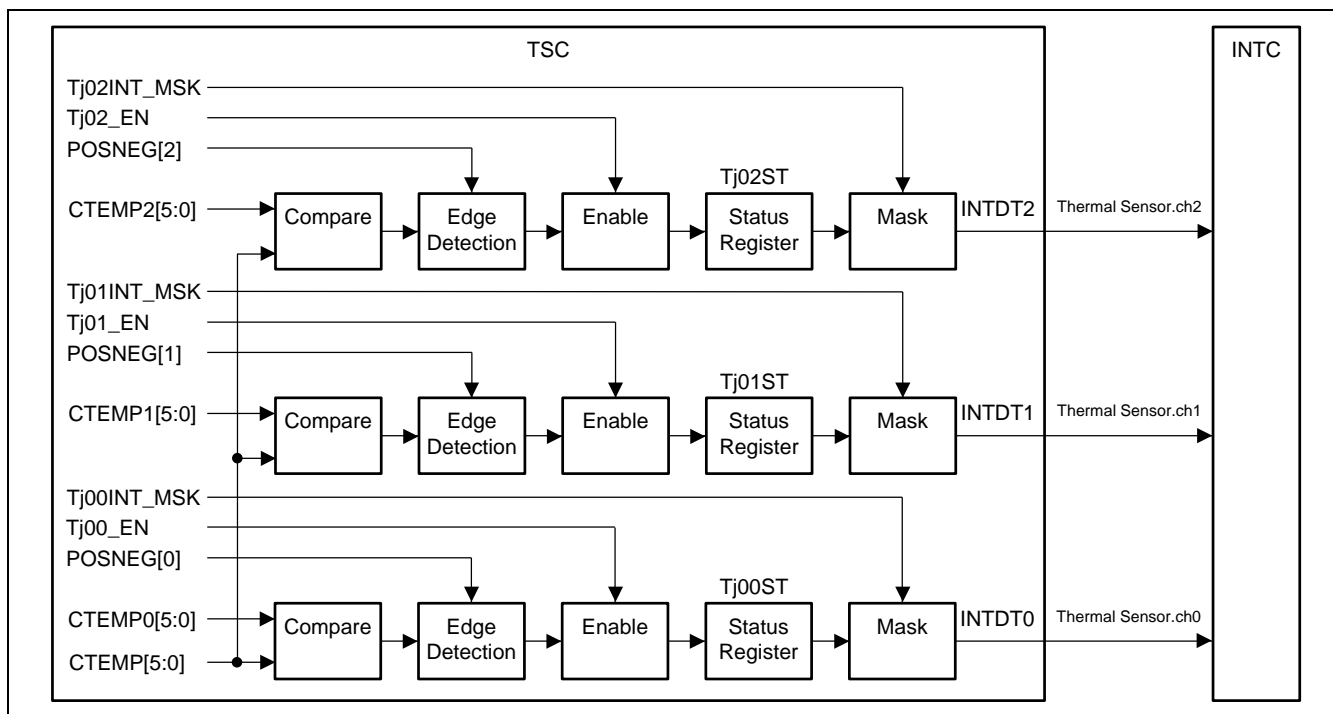 TSC
INTC
Tj02INT_MSK
Tj02_EN
POSNEG[2]
Tj02ST
CTEMP2[5:0]
Compare
Edge
Detection
Enable
Status
Register
Mask
INTDT2
Thermal Sensor.ch2
Tj01INT_MSK
Tj01_EN
POSNEG[1]
Tj01ST
CTEMP1[5:0]
Compare
Edge
Detection
Enable
Status
Register
Mask
INTDT1
Thermal Sensor.ch1
Tj00INT_MSK
Tj00_EN
POSNEG[0]
Tj00ST
CTEMP0[5:0]
CTEMP[5:0]
Compare
Edge
Detection
Enable
Status
Register
Mask
INTDT0
Thermal Sensor.ch0